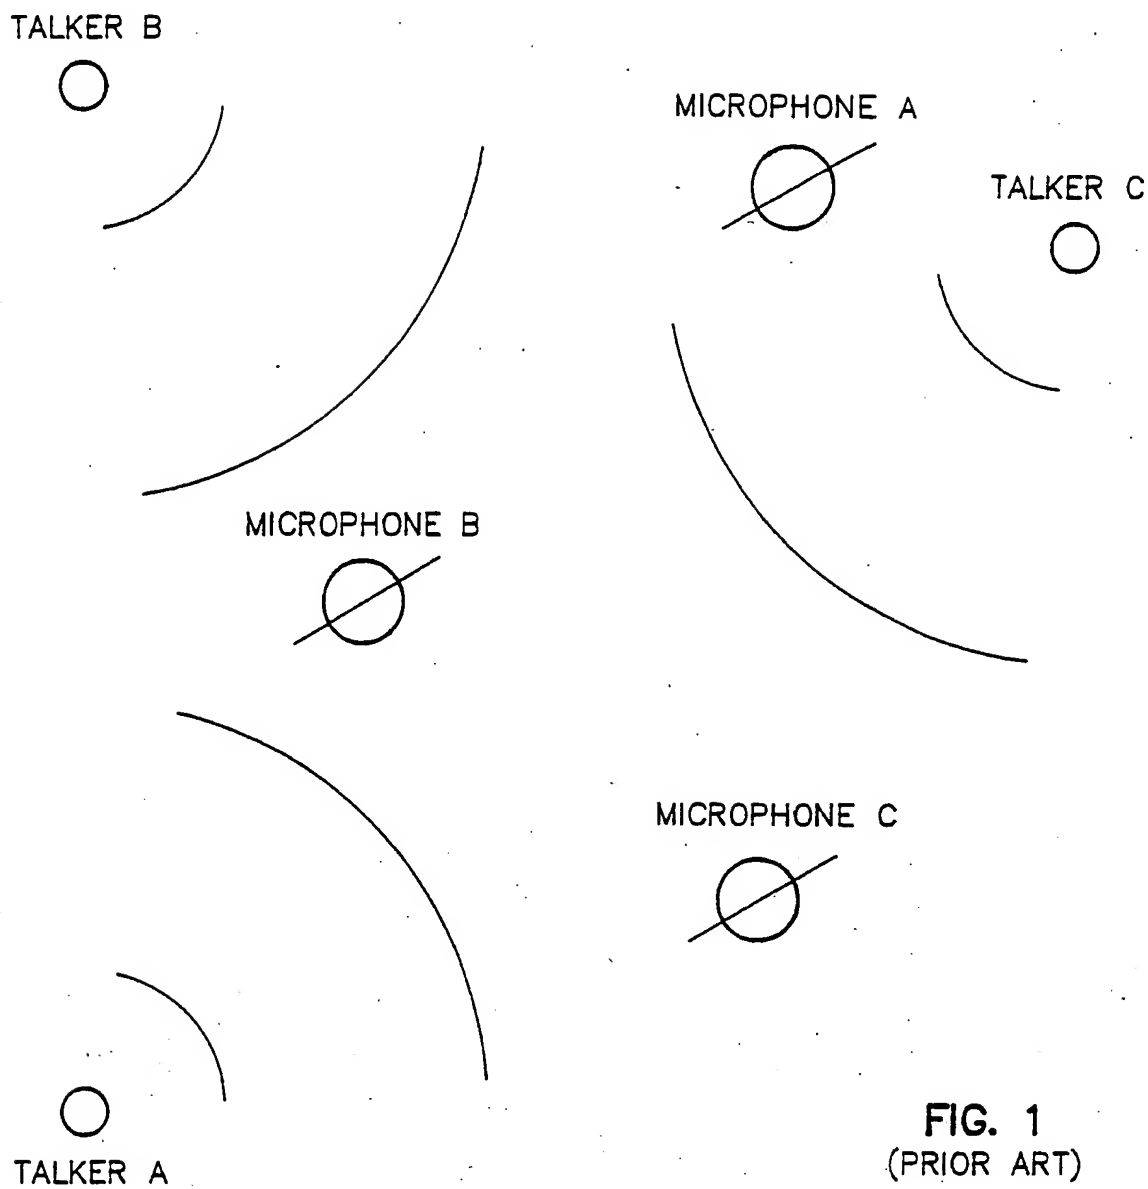 TALKER B
MICROPHONE A
TALKER C
MICROPHONE B
MICROPHONE C
FIG. 1
(PRIOR ART)
TALKER A